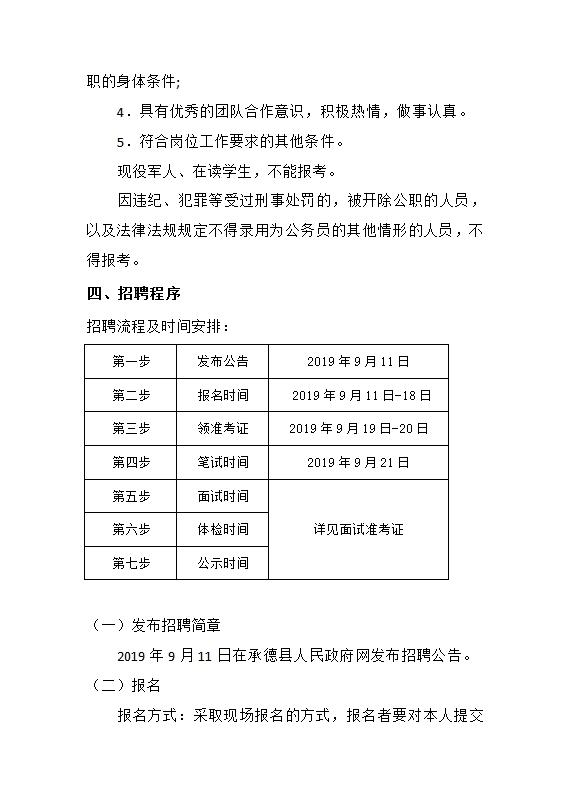 职的身体条件;
4．具有优秀的团队合作意识，积极热情，做事认真。
5．符合岗位工作要求的其他条件。
现役军人、在读学生，不能报考。
因违纪、犯罪等受过刑事处罚的，被开除公职的人员，
以及法律法规规定不得录用为公务员的其他情形的人员，不
得报考。
四、招聘程序
招聘流程及时间安排：
第一步 发布公告 2019 年 9 月 11 日
第二步 报名时间 2019 年 9 月 11 日-18 日
第三步 领准考证 2019 年 9 月 19 日-20 日
第四步 笔试时间 2019 年 9 月 21 日
第五步 面试时间
第六步 体检时间 详见面试准考证
第七步 公示时间
（一）发布招聘简章
2019 年 9 月 11 日在承德县人民政府网发布招聘公告。
（二）报名
报名方式：采取现场报名的方式，报名者要对本人提交